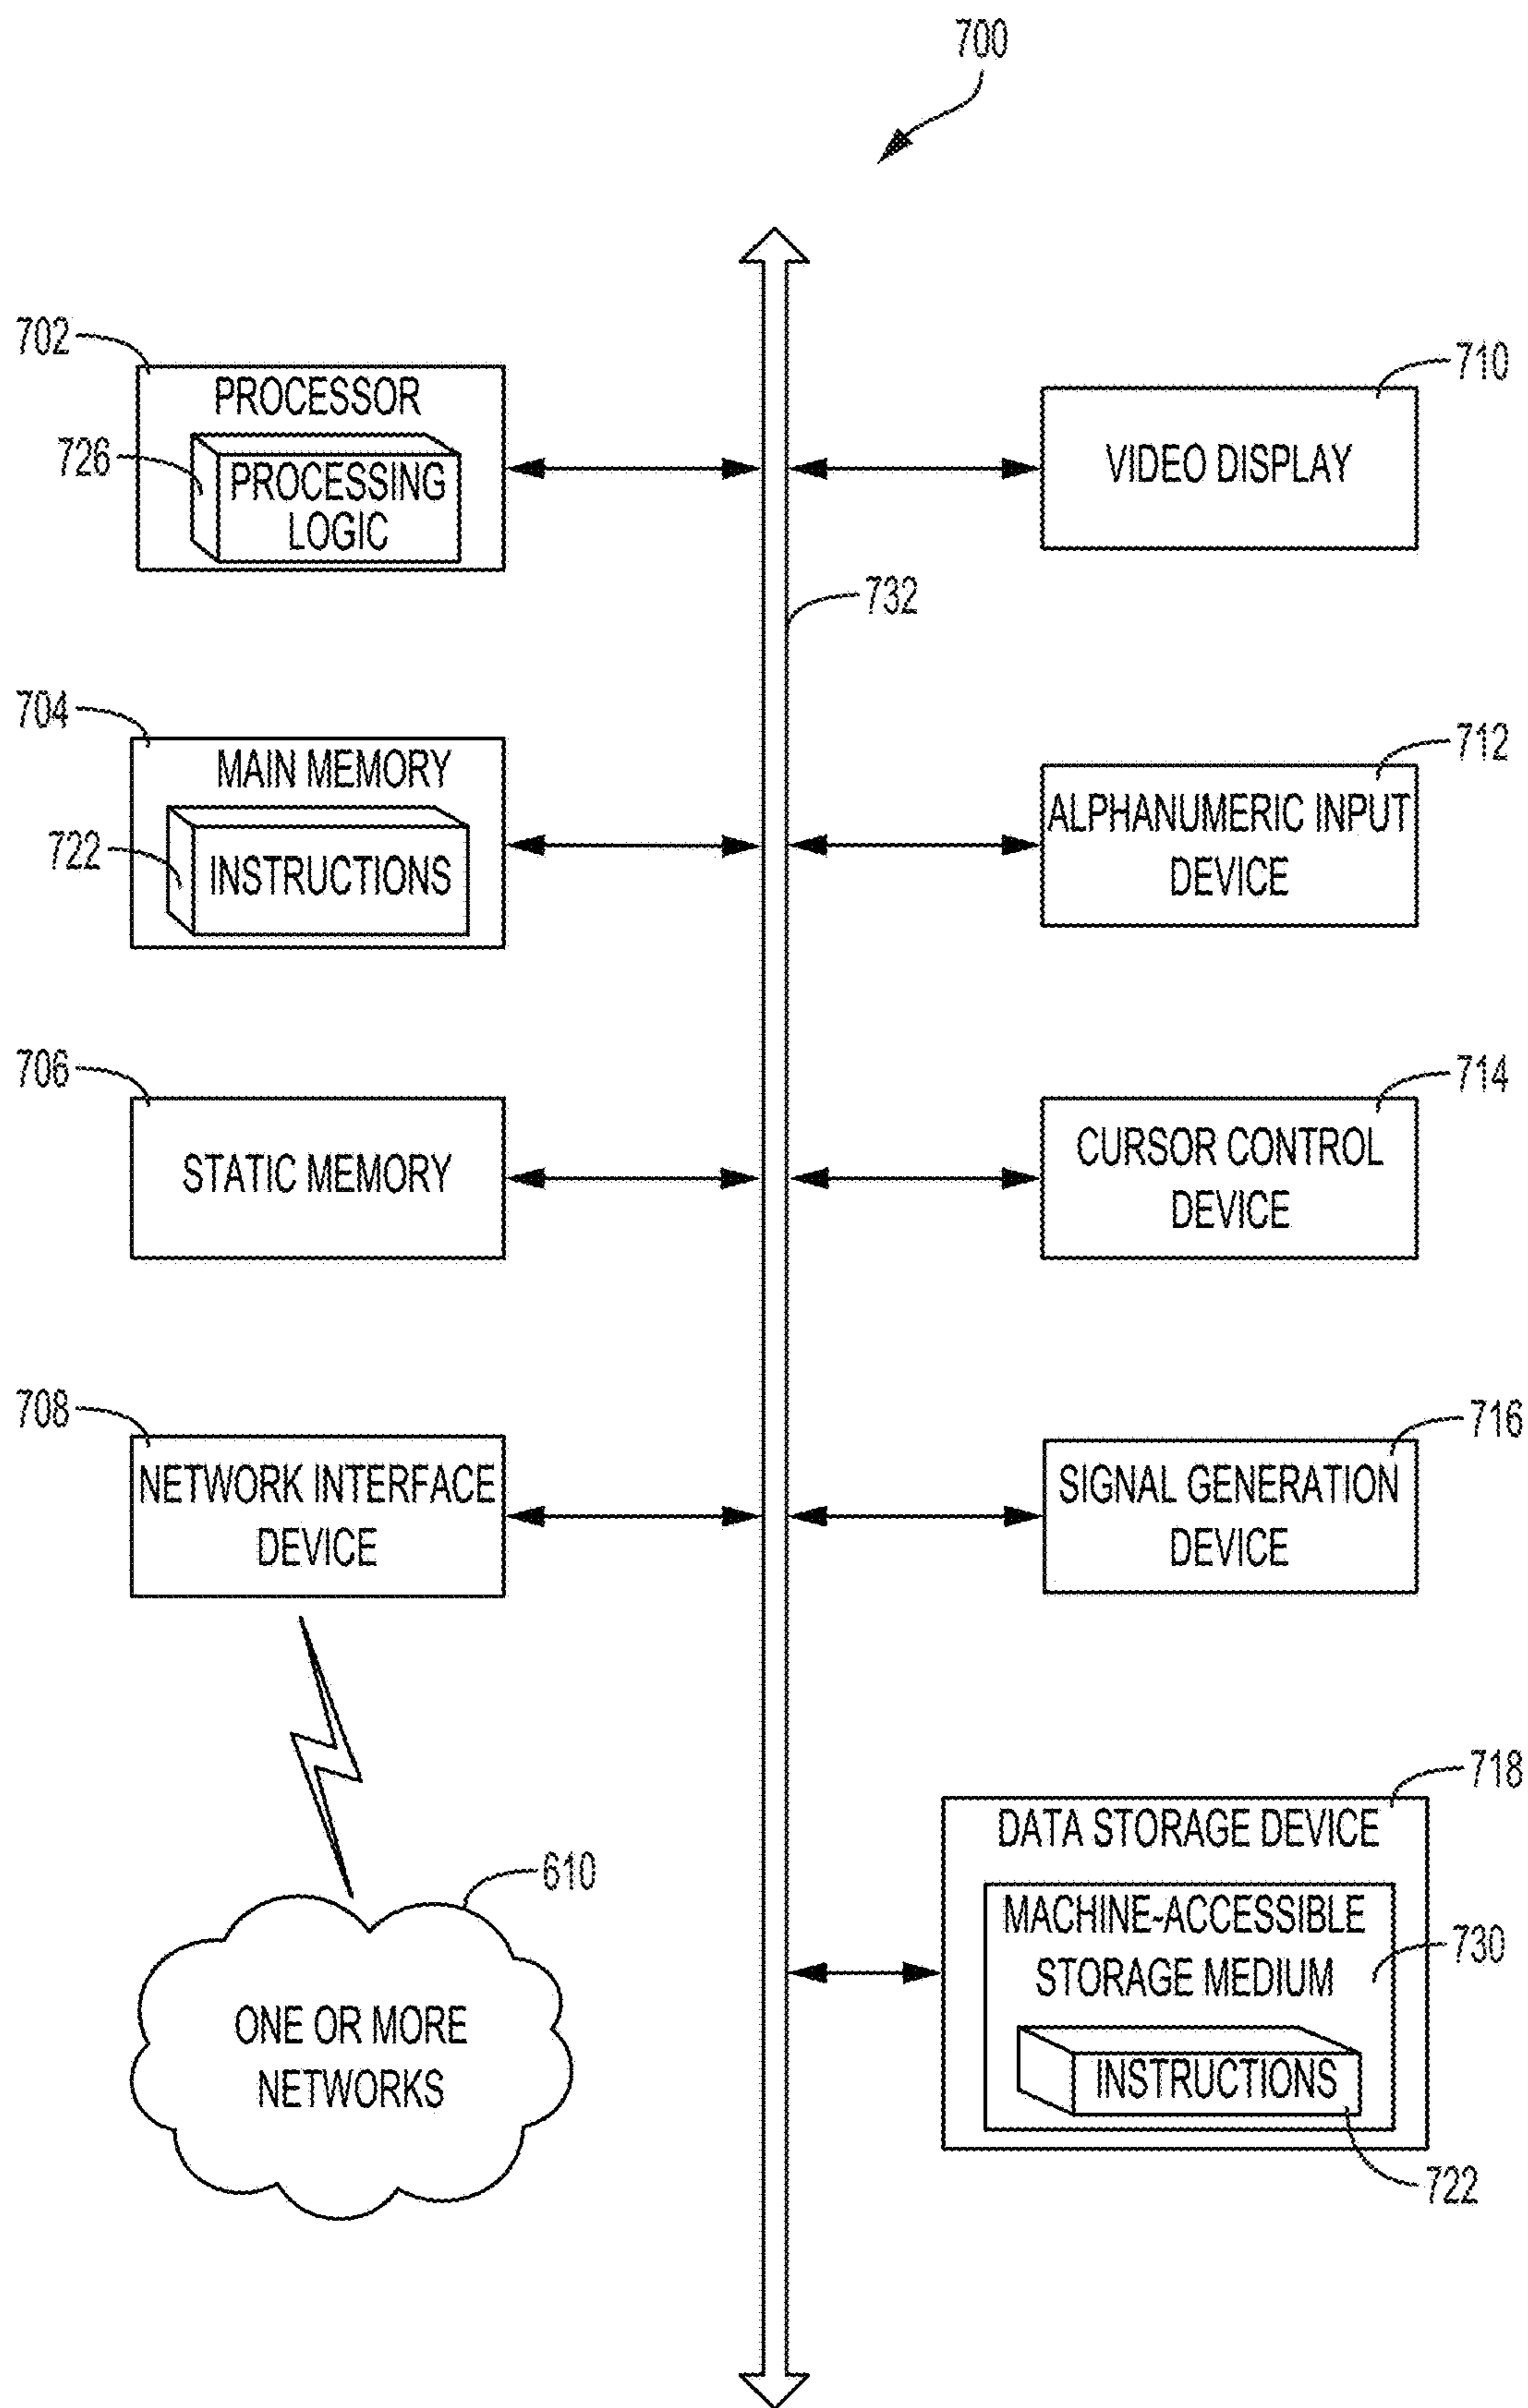 700
702
PROCESSOR
726
PROCESSING
LOGIC
710
VIDEO DISPLAY
732
704
MAIN MEMORY
722
INSTRUCTIONS
712
ALPHANUMERIC INPUT
DEVICE
706
STATIC MEMORY
714
CURSOR CONTROL
DEVICE
708
NETWORK INTERFACE
DEVICE
716
SIGNAL GENERATION
DEVICE
718
DATA STORAGE DEVICE
MACHINE-ACCESSIBLE
STORAGE MEDIUM
730
INSTRUCTIONS
722
610
ONE OR MORE
NETWORKS